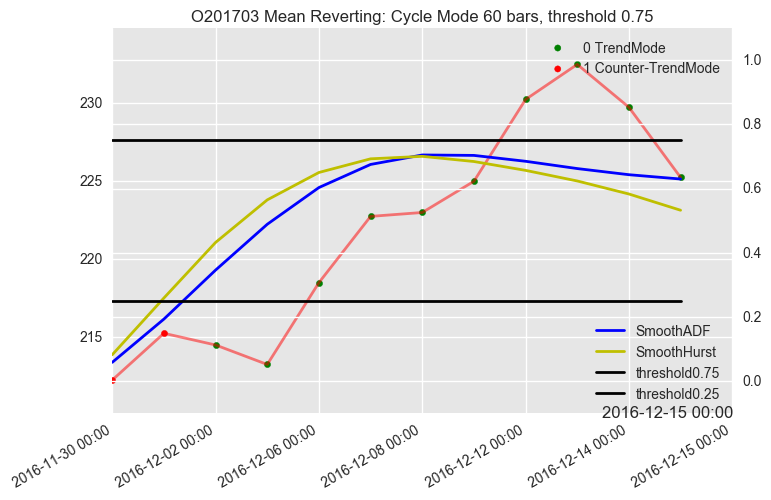 O201703 Mean Reverting: Cycle Mode 60 bars, threshold 0.75
0 TrendMode
1 Counter-TrendMode
230
225
220
215
1.0
0.8
0.6
0.4
0.2
0.0
SmoothADF
SmoothHurst
threshold0.75
threshold0.25
2016-12-15 00:00
2016-11-30 00:00
2016-12-02 00:00
2016-12-06 00:00
2016-12-08 00:00
2016-12-12 00:00
2016-12-14 00:00
2016-12-15 00:00